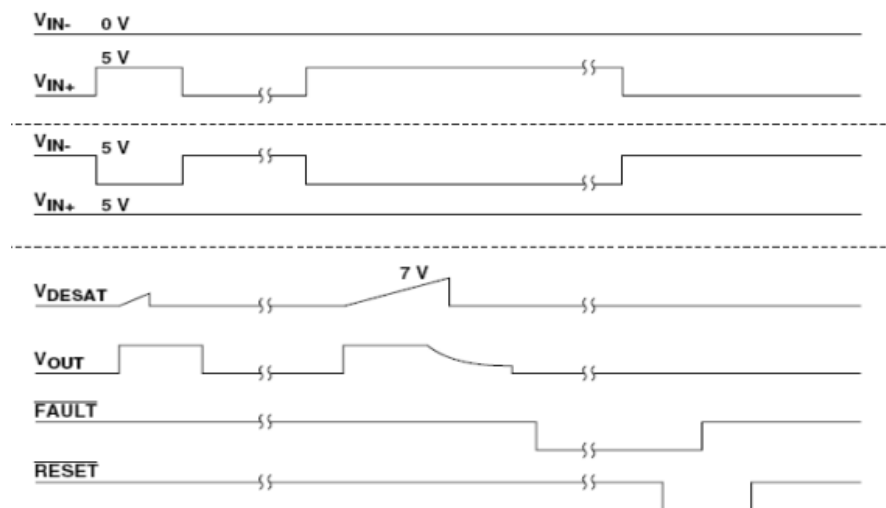 VIN- 0 V
5 V
VIN+
VIN- 5 V
VIN+ 5 V
7 V
VDESAT
VOUT
FAULT
RESET